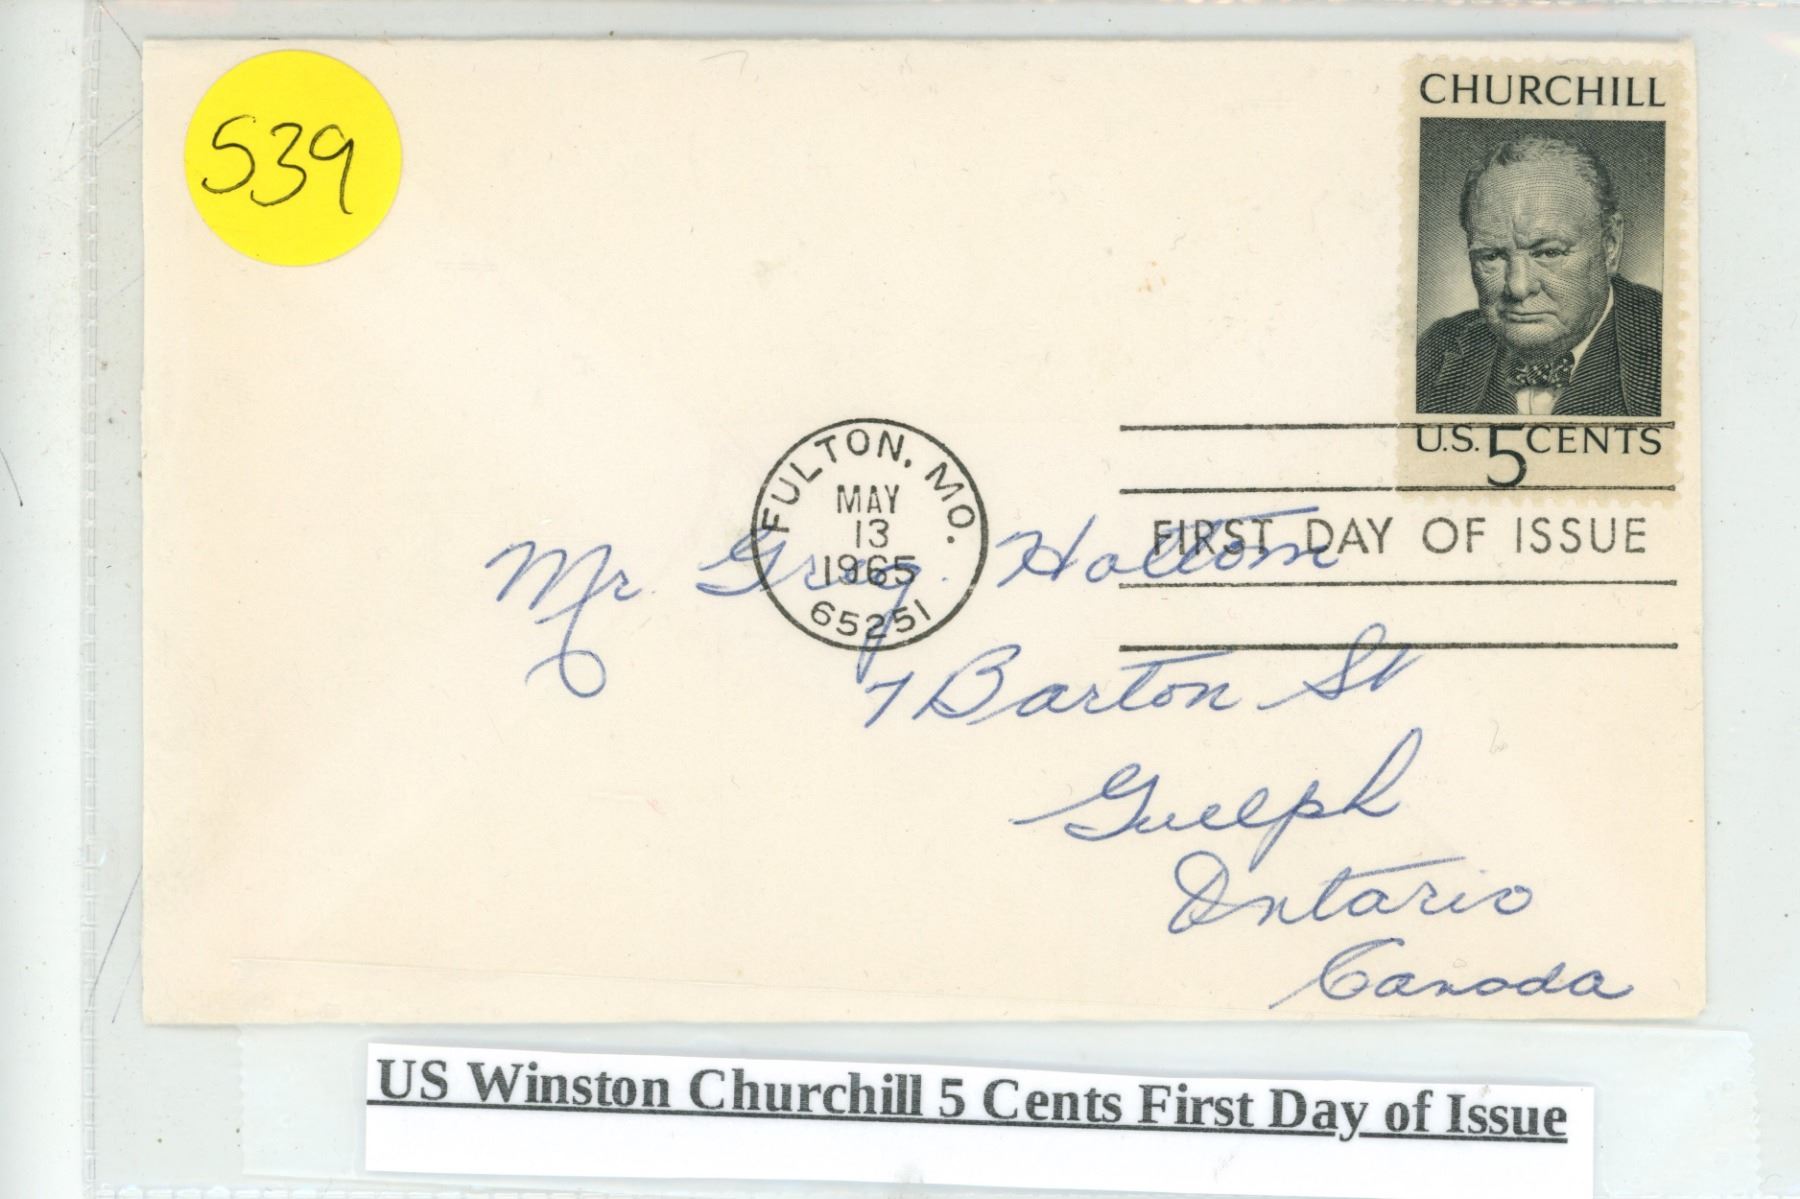 539
CHURCHILL
U.S. 5 CENTS
FULTON, MO.
MAY
13
1965
65251
FIRST DAY OF ISSUE
Mr. Greg. Holtom
7 Barton St
Guelph
Ontario
Canada
US Winston Churchill 5 Cents First Day of Issue